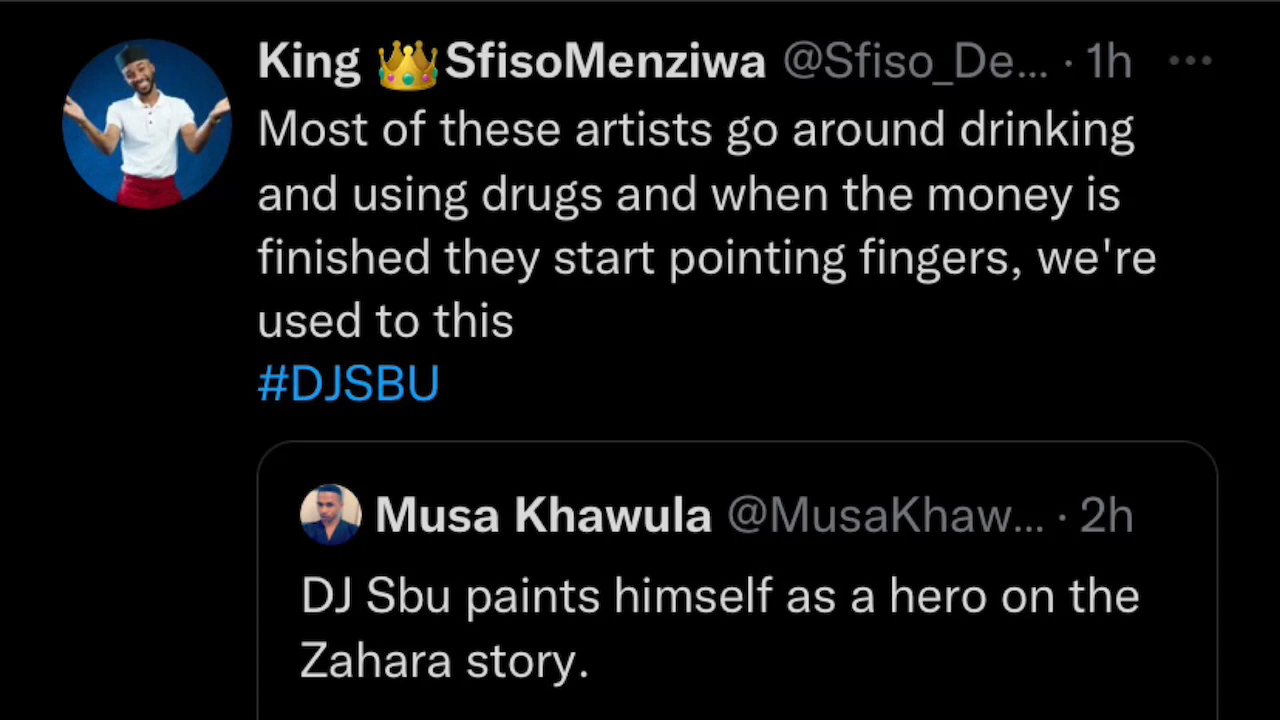 King 👑SfisoMenziwa @Sfiso_De... · 1h ...
Most of these artists go around drinking
and using drugs and when the money is
finished they start pointing fingers, we're
used to this
#DJSBU
Musa Khawula @MusaKhaw... · 2h
DJ Sbu paints himself as a hero on the
Zahara story.